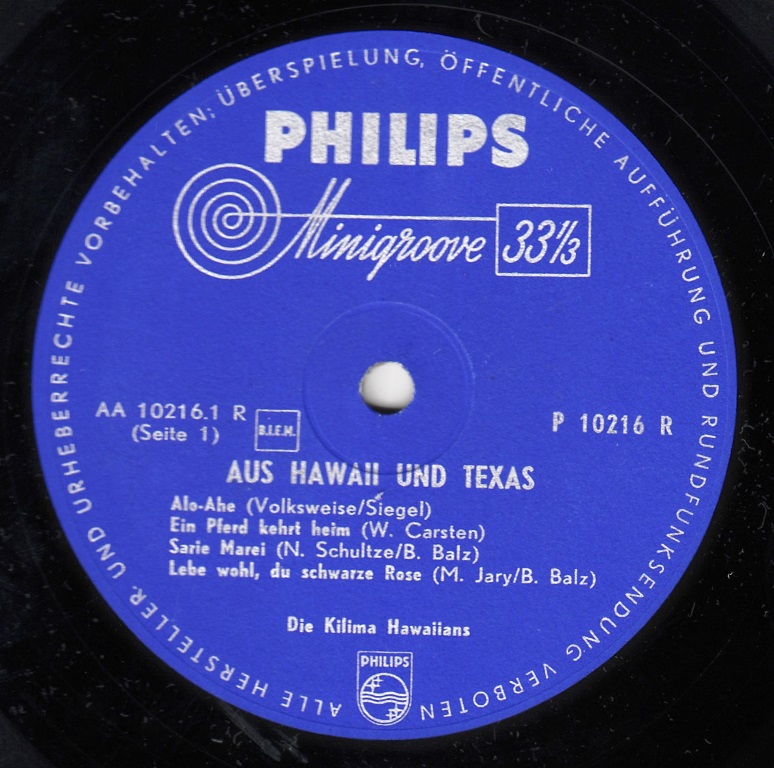 ALLE HERSTELLER- UND URHEBERRECHTE VORBEHALTEN; ÜBERSPIELUNG, ÖFFENTLICHE AUFFÜHRUNG UND RUNDFUNKSENDUNG VERBOTEN
PHILIPS
Minigroove 33⅓
AA 10216.1 R
(Seite 1)
B.I.E.M.
P 10216 R
AUS HAWAII UND TEXAS
Alo-Ahe (Volksweise/Siegel)
Ein Pferd kehrt heim (W. Carsten)
Sarie Marei (N. Schultze/B. Balz)
Lebe wohl, du schwarze Rose (M. Jary/B. Balz)
Die Kilima Hawaiians
PHILIPS